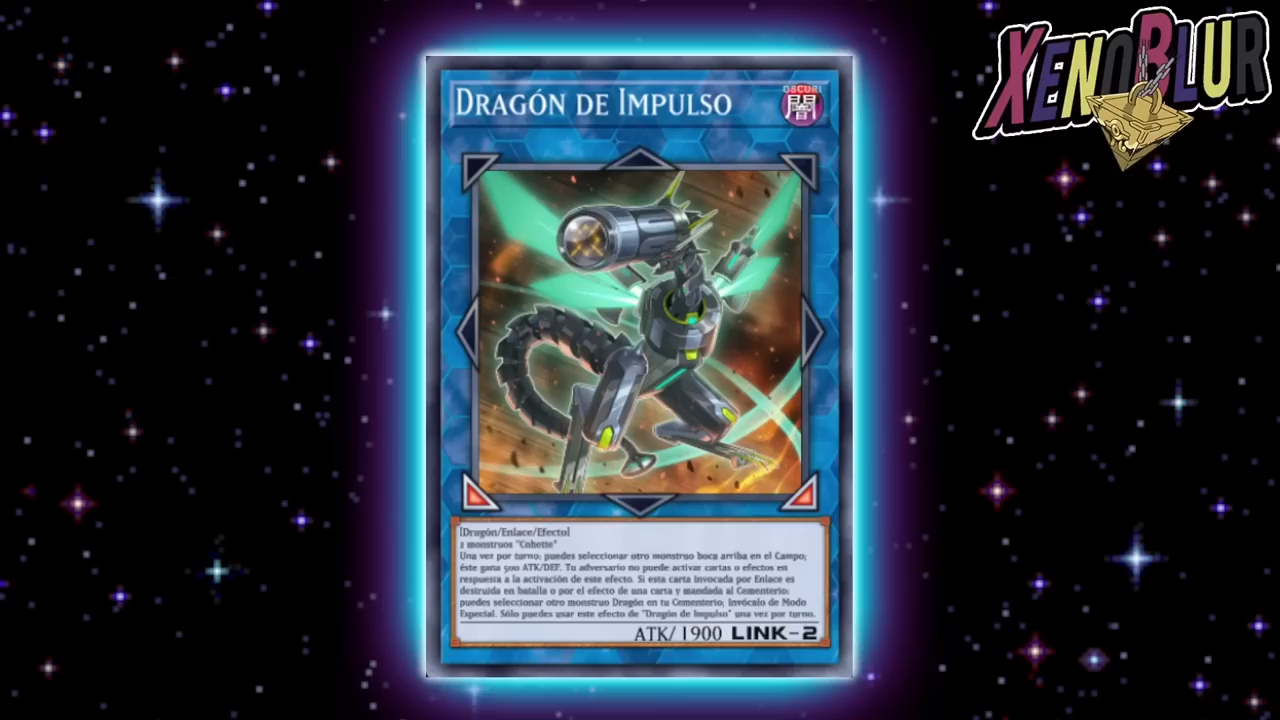 XENOBLUR
DRAGÓN DE IMPULSO
OSCURI
闇
[Dragón/Enlace/Efecto]
2 monstruos "Cohette"
Una vez por turno: puedes seleccionar otro monstruo boca arriba en el Campo;
éste gana 500 ATK/DEF. Tu adversario no puede activar cartas o efectos en
respuesta a la activación de este efecto. Si esta carta Invocada por Enlace es
destruida en batalla o por el efecto de una carta y mandada al Cementerio:
puedes seleccionar otro monstruo Dragón en tu Cementerio; Invócalo de Modo
Especial. Sólo puedes usar este efecto de "Dragón de Impulso" una vez por turno.
ATK/ 1900 LINK-2